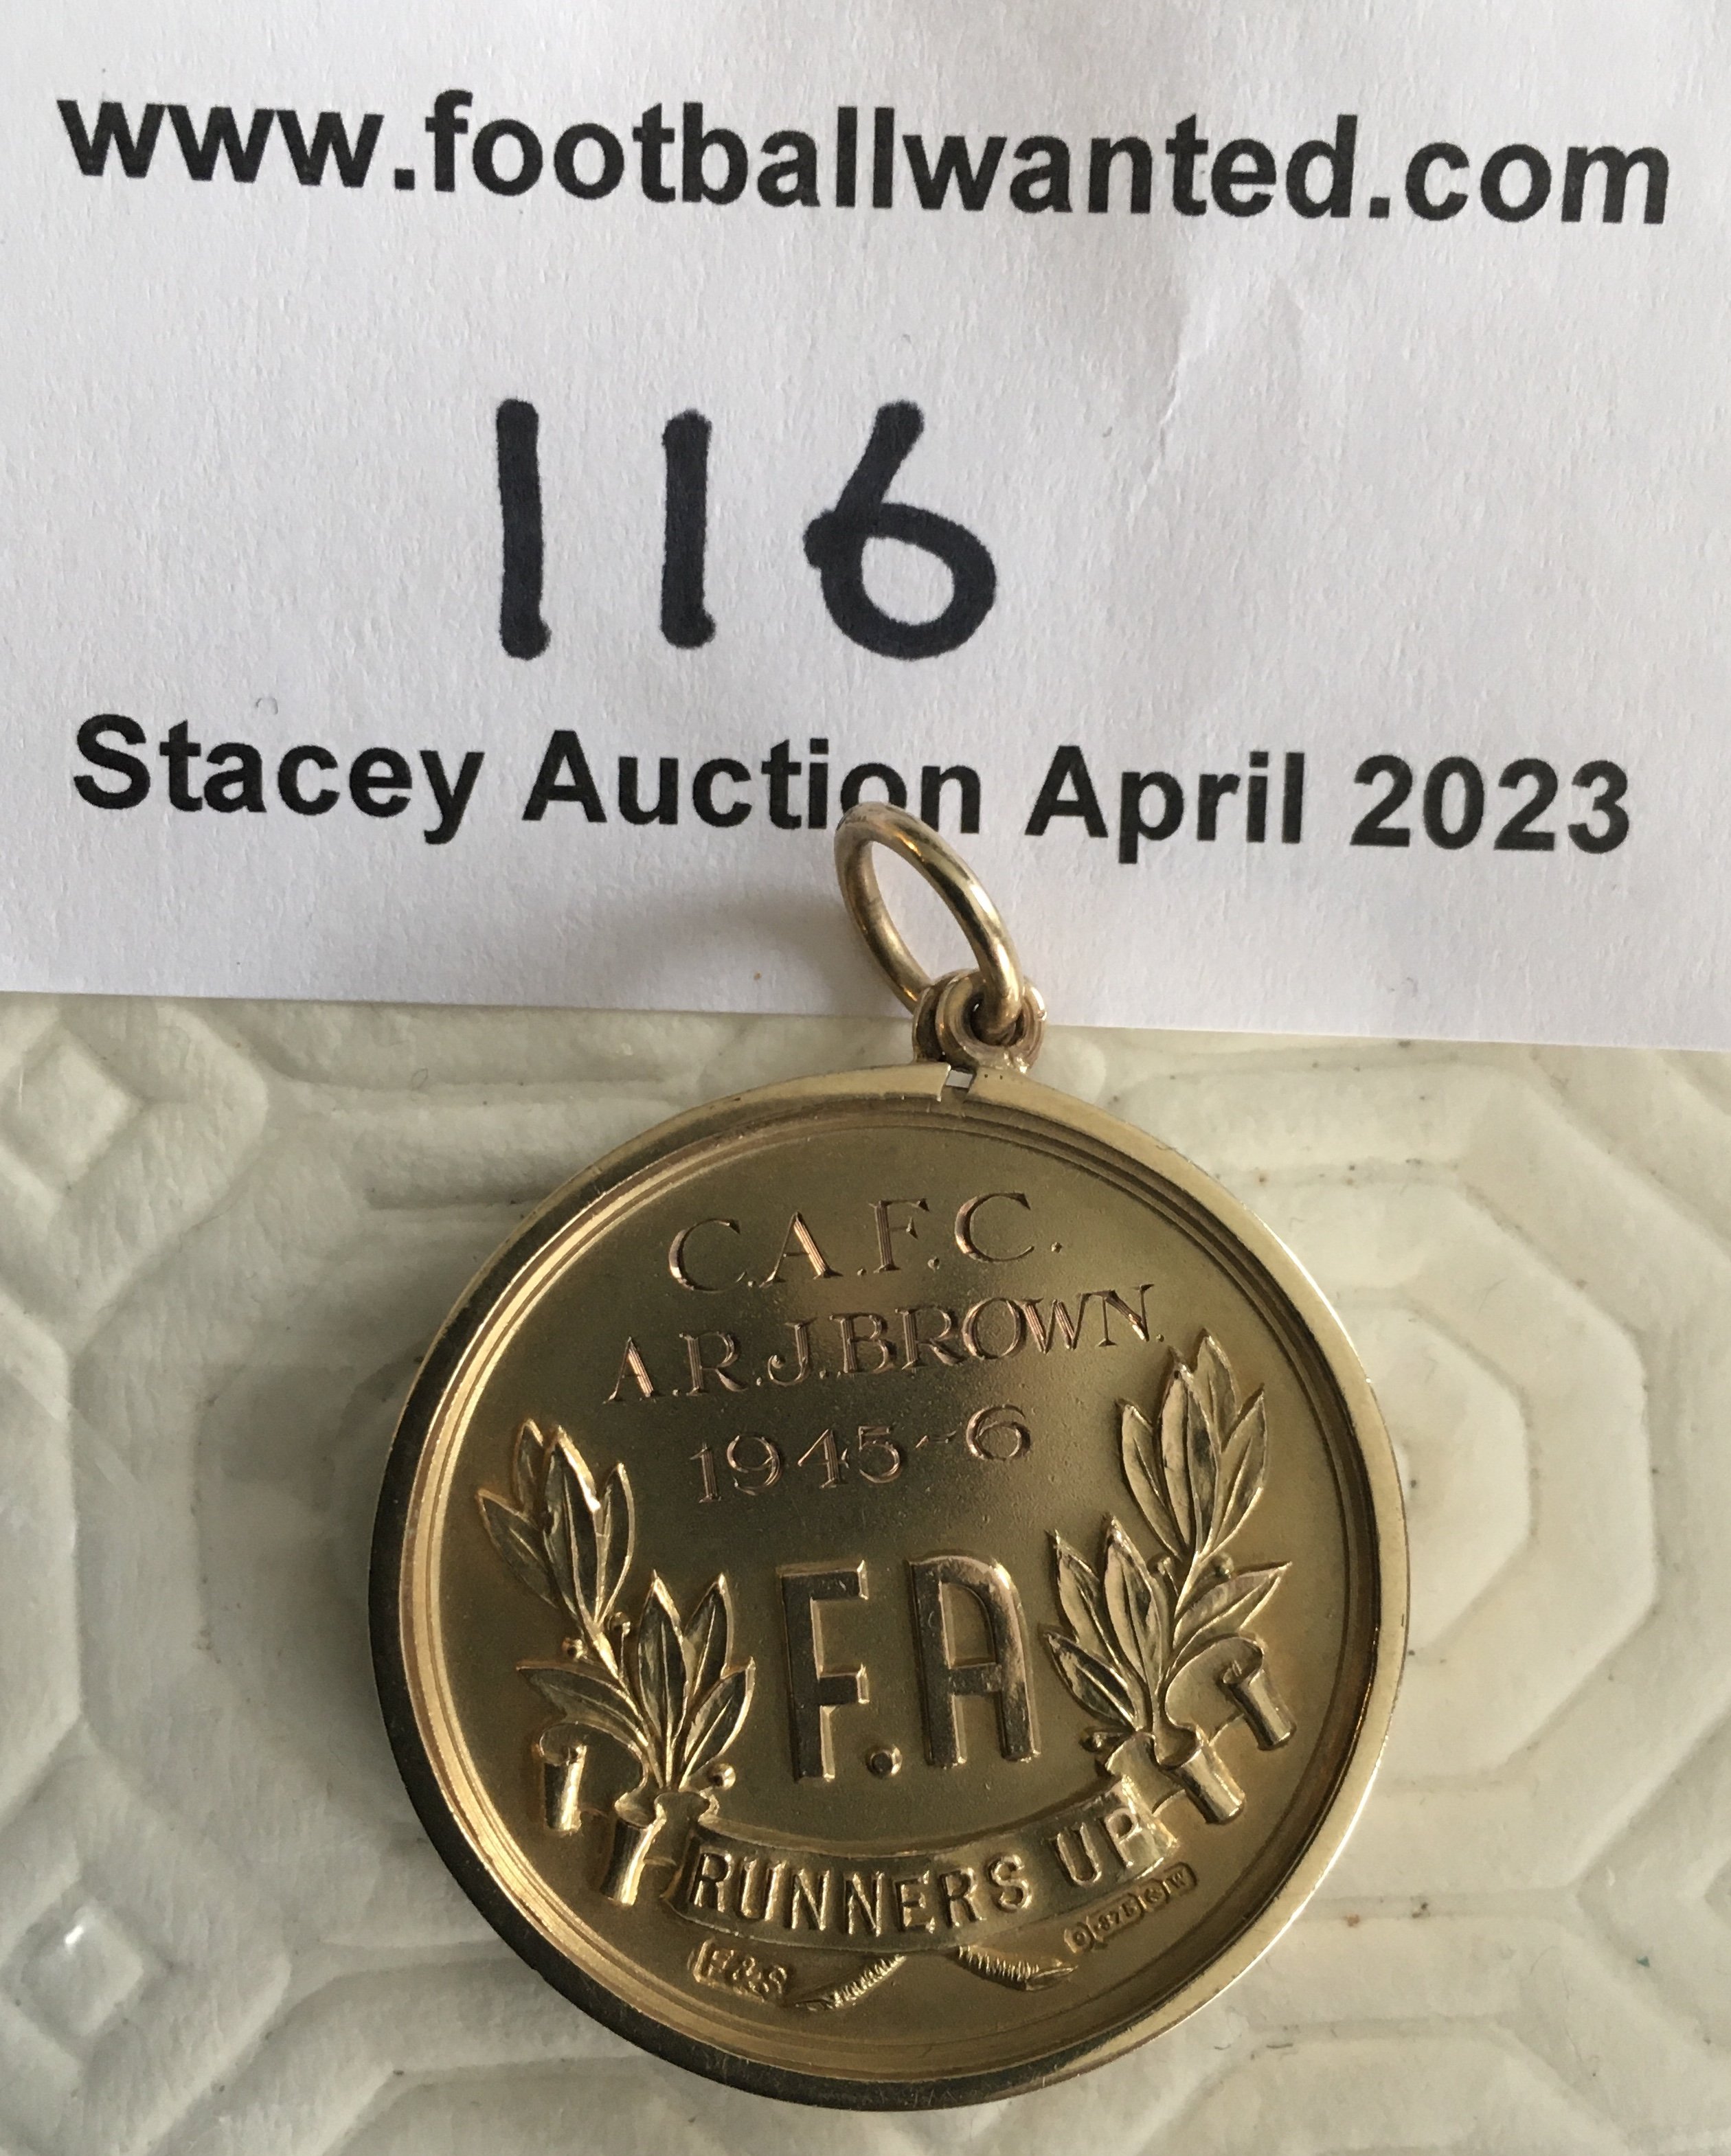 www.footballwanted.com
116
Stacey Auction April 2023
C.A.F.C.
A.R.J.BROWN.
1945-6
F.A
RUNNERS UP
F&S